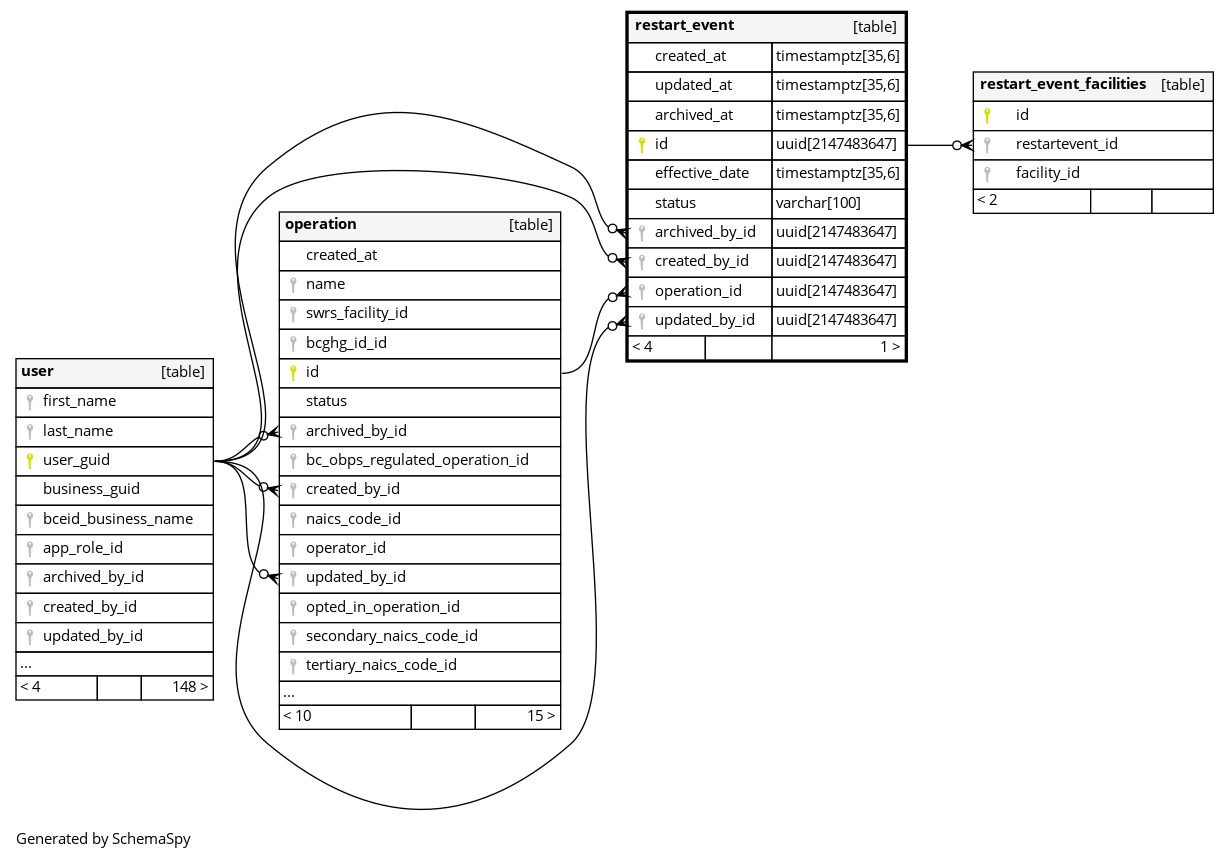 restart_event [table]
created_at timestamptz[35,6]
updated_at timestamptz[35,6]
archived_at timestamptz[35,6]
id uuid[2147483647]
effective_date timestamptz[35,6]
status varchar[100]
archived_by_id uuid[2147483647]
created_by_id uuid[2147483647]
operation_id uuid[2147483647]
updated_by_id uuid[2147483647]
< 4 1 >
restart_event_facilities [table]
id
restartevent_id
facility_id
< 2
operation [table]
created_at
name
swrs_facility_id
bcghg_id_id
id
status
archived_by_id
bc_obps_regulated_operation_id
created_by_id
naics_code_id
operator_id
updated_by_id
opted_in_operation_id
secondary_naics_code_id
tertiary_naics_code_id
...
< 10 15 >
user [table]
first_name
last_name
user_guid
business_guid
bceid_business_name
app_role_id
archived_by_id
created_by_id
updated_by_id
...
< 4 148 >
Generated by SchemaSpy